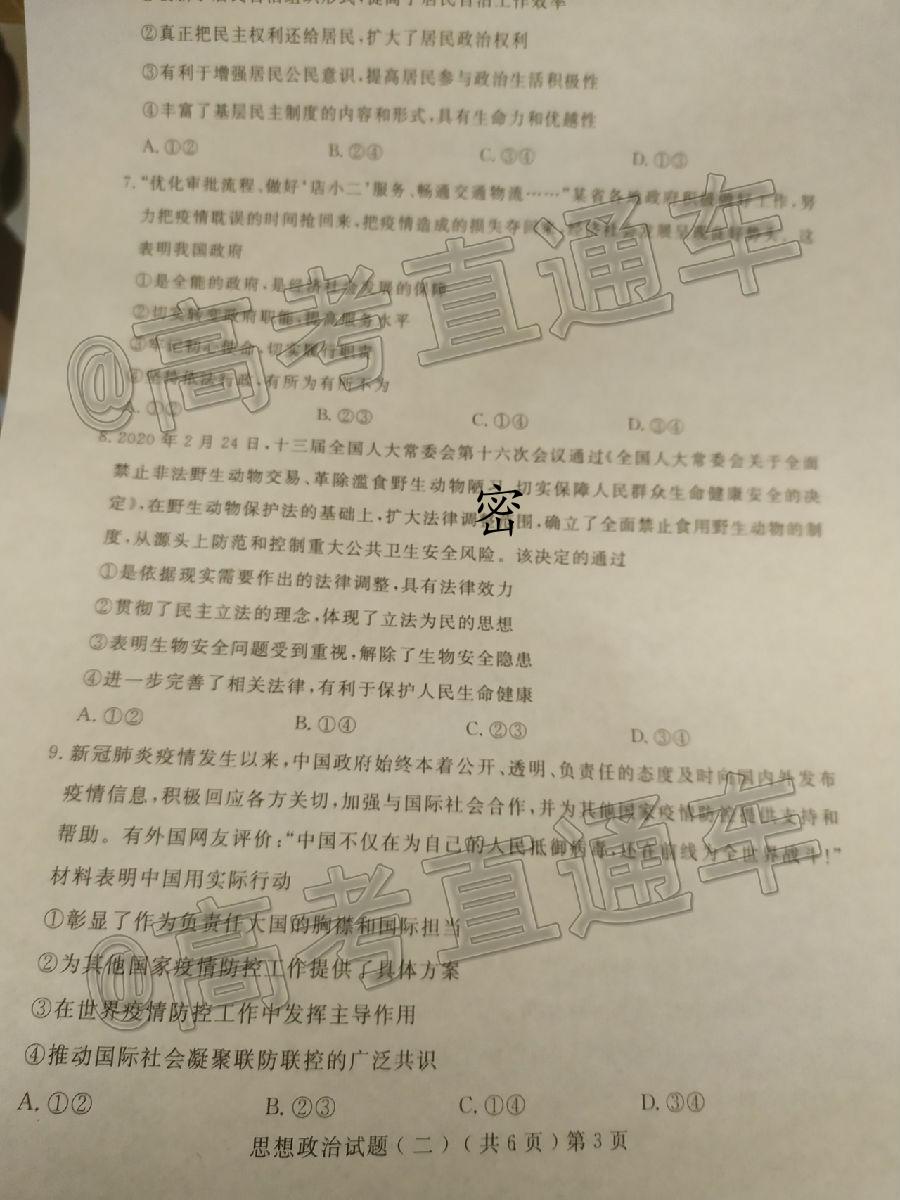 形式,提高了居民自治工作效率
②真正把民主权利还给居民,扩大了居民政治权利
③有利于增强居民公民意识,提高居民参与政治生活积极性
④丰富了基层民主制度的内容和形式,具有生命力和优越性
A.①② B.②④ C.③④ D.①③
7.“优化审批流程、做好‘店小二’服务、畅通交通物流……”某省各地政府积极做好工作,努
力把疫情耽误的时间抢回来,把疫情造成的损失夺回来,经济社会发展呈现良好势头。这
表明我国政府
①是全能的政府,是经济社会发展的保障
②切实转变政府职能,提高服务水平
③牢记初心使命,切实履行职责
④坚持依法行政,有所为有所不为
A.①② B.②③ C.①④ D.③④
8.2020年2月24日,十三届全国人大常委会第十六次会议通过《全国人大常委会关于全面
禁止非法野生动物交易、革除滥食野生动物陋习、切实保障人民群众生命健康安全的决
定》,在野生动物保护法的基础上,扩大法律调整范围,确立了全面禁止食用野生动物的制
度,从源头上防范和控制重大公共卫生安全风险。该决定的通过
①是依据现实需要作出的法律调整,具有法律效力
②贯彻了民主立法的理念,体现了立法为民的思想
③表明生物安全问题受到重视,解除了生物安全隐患
④进一步完善了相关法律,有利于保护人民生命健康
A.①② B.①④ C.②③ D.③④
9.新冠肺炎疫情发生以来,中国政府始终本着公开、透明、负责任的态度及时向国内外发布
疫情信息,积极回应各方关切,加强与国际社会合作,并为其他国家疫情防控提供支持和
帮助。有外国网友评价:“中国不仅在为自己的人民抵御病毒,还在前线为全世界战斗!”
材料表明中国用实际行动
①彰显了作为负责任大国的胸襟和国际担当
②为其他国家疫情防控工作提供了具体方案
③在世界疫情防控工作中发挥主导作用
④推动国际社会凝聚联防联控的广泛共识
A.①② B.②③ C.①④ D.③④
思想政治试题(二)(共6页)第3页
@高考直通车
密
@高考直通车